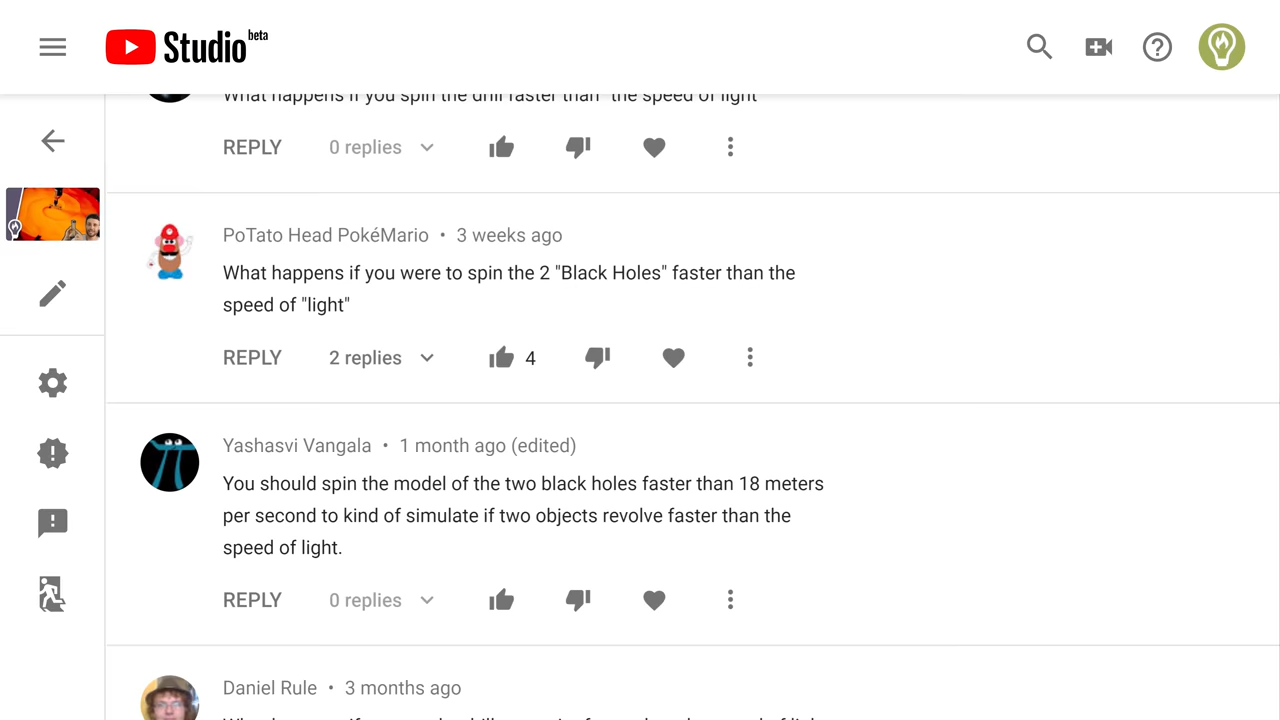 Studio beta
What happens if you spin the drill faster than the speed of light
REPLY 0 replies
PoTato Head PokéMario • 3 weeks ago
What happens if you were to spin the 2 "Black Holes" faster than the
speed of "light"
REPLY 2 replies 4
Yashasvi Vangala • 1 month ago (edited)
You should spin the model of the two black holes faster than 18 meters
per second to kind of simulate if two objects revolve faster than the
speed of light.
REPLY 0 replies
Daniel Rule • 3 months ago